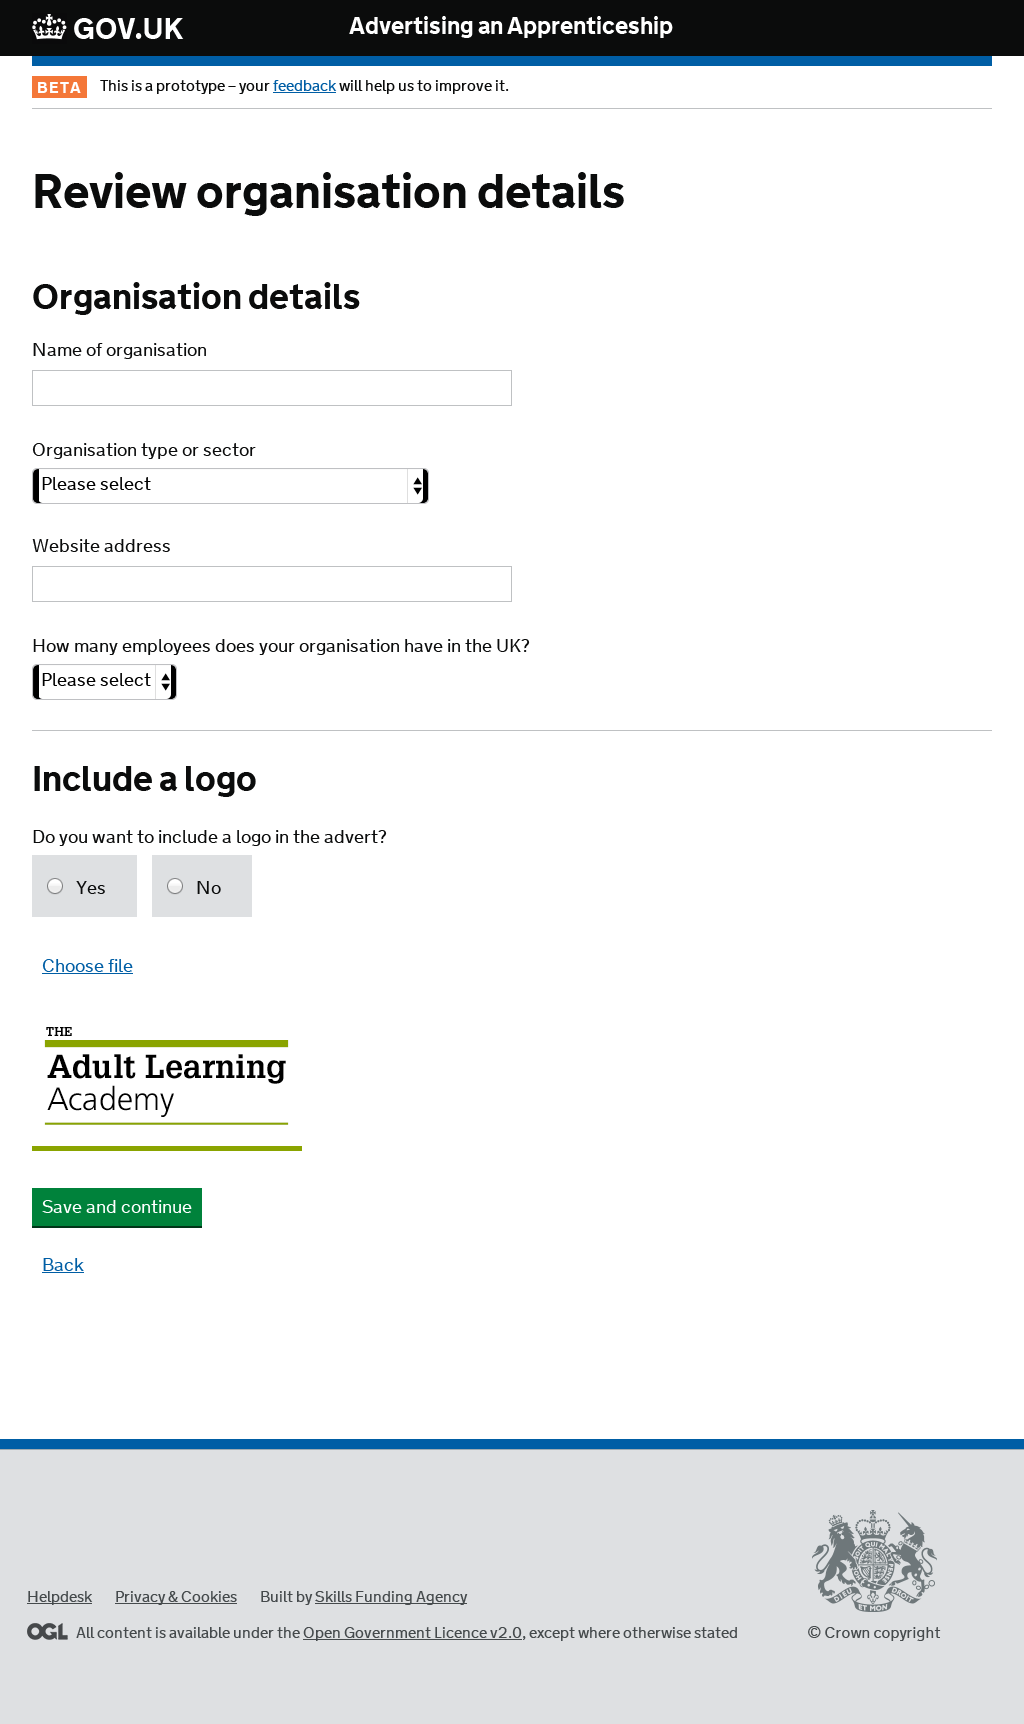 GOV.UK
Advertising an Apprenticeship
BETA This is a prototype – your feedback will help us to improve it.
Review organisation details
Organisation details
Name of organisation
Organisation type or sector
Please select
Website address
How many employees does your organisation have in the UK?
Please select
Include a logo
Do you want to include a logo in the advert?
Yes No
Choose file
THE
Adult Learning
Academy
Save and continue
Back
Helpdesk Privacy & Cookies Built by Skills Funding Agency
OGL All content is available under the Open Government Licence v2.0, except where otherwise stated
DIEU ET MON DROIT
© Crown copyright